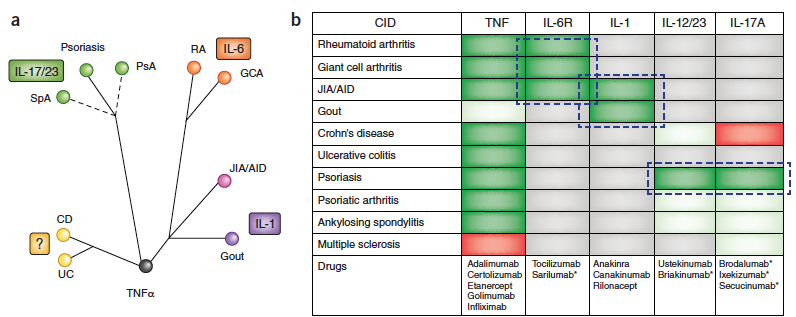 a
Psoriasis
PsA
IL-17/23
SpA
RA
IL-6
GCA
JIA/AID
IL-1
Gout
CD
?
UC
TNFα
b
CID TNF IL-6R IL-1 IL-12/23 IL-17A
Rheumatoid arthritis
Giant cell arthritis
JIA/AID
Gout
Crohn's disease
Ulcerative colitis
Psoriasis
Psoriatic arthritis
Ankylosing spondylitis
Multiple sclerosis
Drugs Adalimumab Tocilizumab Anakinra Ustekinumab Brodalumab*
Certolizumab Sarilumab* Canakinumab Briakinumab* Ixekizumab*
Etanercept Rilonacept Secucinumab*
Golimumab
Infliximab